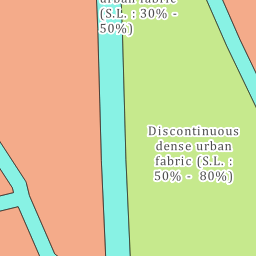 urban fabric
(S.L. : 30% -
50%)
Discontinuous
dense urban
fabric (S.L. :
50% - 80%)